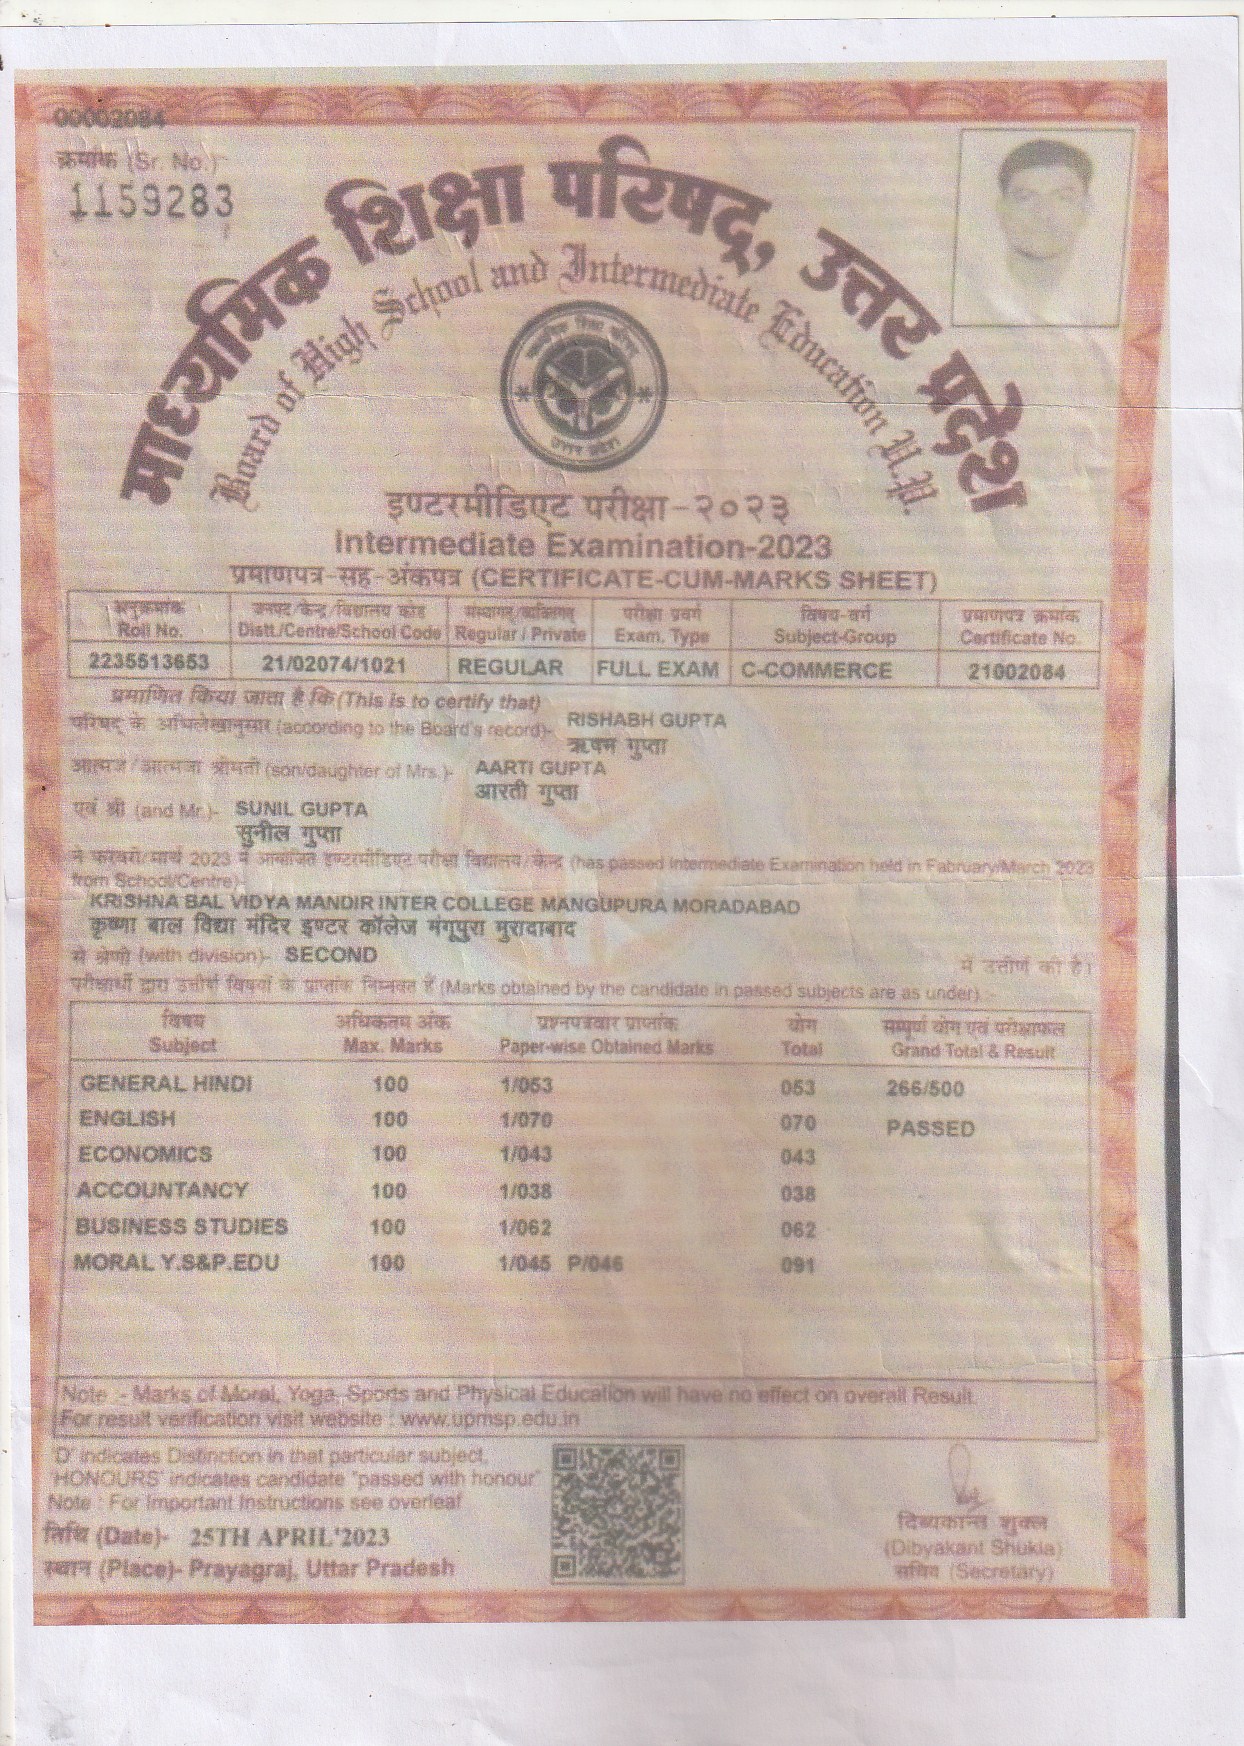 00002084
क्रमांक (Sr. No.)
1159283
माध्यमिक शिक्षा परिषद्, उत्तर प्रदेश
Board of High School and Intermediate Education U.P.
माध्यमिक शिक्षा परिषद
उत्तर प्रदेश
इण्टरमीडिएट परीक्षा-२०२३
Intermediate Examination-2023
प्रमाणपत्र-सह-अंकपत्र (CERTIFICATE-CUM-MARKS SHEET)
अनुक्रमांक जनपद/केन्द्र/विद्यालय कोड संस्थागत/व्यक्तिगत परीक्षा प्रवर्ग विषय-वर्ग प्रमाणपत्र क्रमांक
Roll No. Distt./Centre/School Code Regular / Private Exam. Type Subject-Group Certificate No.
2235513653 21/02074/1021 REGULAR FULL EXAM C-COMMERCE 21002084
प्रमाणित किया जाता है कि (This is to certify that)
परिषद् के अभिलेखानुसार (according to the Board's record)- RISHABH GUPTA
ऋषभ गुप्ता
आत्मज/आत्मजा श्रीमती (son/daughter of Mrs.)- AARTI GUPTA
आरती गुप्ता
एवं श्री (and Mr.)- SUNIL GUPTA
सुनील गुप्ता
ने फरवरी/मार्च 2023 में आयोजित इण्टरमीडिएट परीक्षा विद्यालय/केन्द्र (has passed Intermediate Examination held in Fabruary/March 2023
from School/Centre)-
KRISHNA BAL VIDYA MANDIR INTER COLLEGE MANGUPURA MORADABAD
कृष्णा बाल विद्या मंदिर इण्टर कॉलेज मंगूपुरा मुरादाबाद
से श्रेणी (with division)- SECOND में उत्तीर्ण की है।
परीक्षार्थी द्वारा उत्तीर्ण विषयों के प्राप्तांक निम्नवत हैं (Marks obtained by the candidate in passed subjects are as under) :-
विषय अधिकतम अंक प्रश्नपत्रवार प्राप्तांक योग सम्पूर्ण योग एवं परीक्षाफल
Subject Max. Marks Paper-wise Obtained Marks Total Grand Total & Result
GENERAL HINDI 100 1/053 053 266/500
ENGLISH 100 1/070 070 PASSED
ECONOMICS 100 1/043 043
ACCOUNTANCY 100 1/038 038
BUSINESS STUDIES 100 1/062 062
MORAL Y.S&P.EDU 100 1/045 P/046 091
Note :- Marks of Moral, Yoga, Sports and Physical Education will have no effect on overall Result.
For result verification visit website : www.upmsp.edu.in
'D' indicates Distinction in that particular subject,
'HONOURS' indicates candidate "passed with honour"
Note : For Important Instructions see overleaf
तिथि (Date)- 25TH APRIL'2023
स्थान (Place)- Prayagraj, Uttar Pradesh
दिब्यकान्त शुक्ल
(Dibyakant Shukla)
सचिव (Secretary)